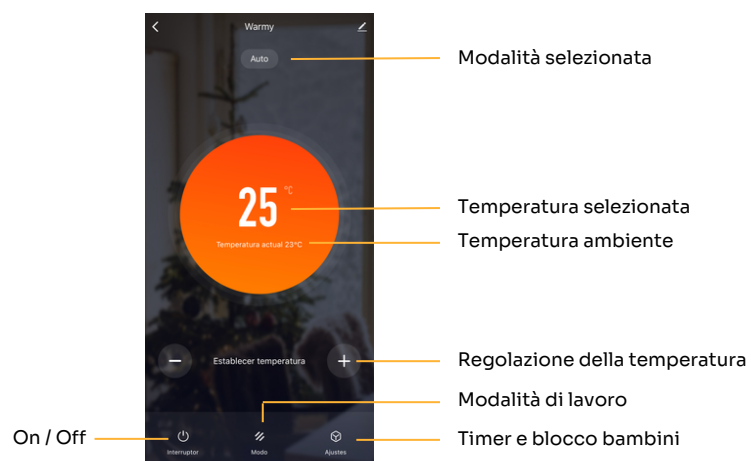 Warmy
Auto
Modalità selezionata
25 °C
Temperatura selezionata
Temperatura actual 23°C
Temperatura ambiente
Establecer temperatura
Regolazione della temperatura
Modalità di lavoro
On / Off
Interruptor
Modo
Ajustes
Timer e blocco bambini